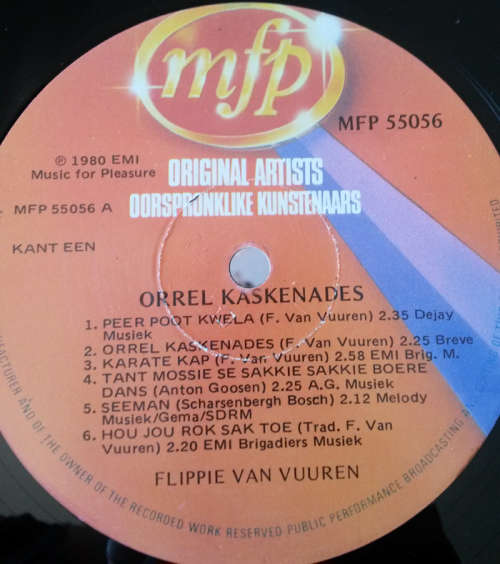 mfp
MFP 55056
℗ 1980 EMI
Music for Pleasure
ORIGINAL ARTISTS
OORSPRONKLIKE KUNSTENAARS
MFP 55056 A
KANT EEN
ORREL KASKENADES
1. PEER POOT KWELA (F. Van Vuuren) 2.35 Dejay
Musiek
2. ORREL KASKENADES (F. Van Vuuren) 2.25 Breve
3. KARATE KAP (F. Van Vuuren) 2.58 EMI Brig. M.
4. TANT MOSSIE SE SAKKIE SAKKIE BOERE
DANS (Anton Goosen) 2.25 A.G. Musiek
5. SEEMAN (Scharsenbergh Bosch) 2.12 Melody
Musiek/Gema/SDRM
6. HOU JOU ROK SAK TOE (Trad. F. Van
Vuuren) 2.20 EMI Brigadiers Musiek
FLIPPIE VAN VUUREN
AND OF THE OWNER OF THE RECORDED WORK RESERVED UNAUTHORISED PUBLIC PERFORMANCE BROADCASTING